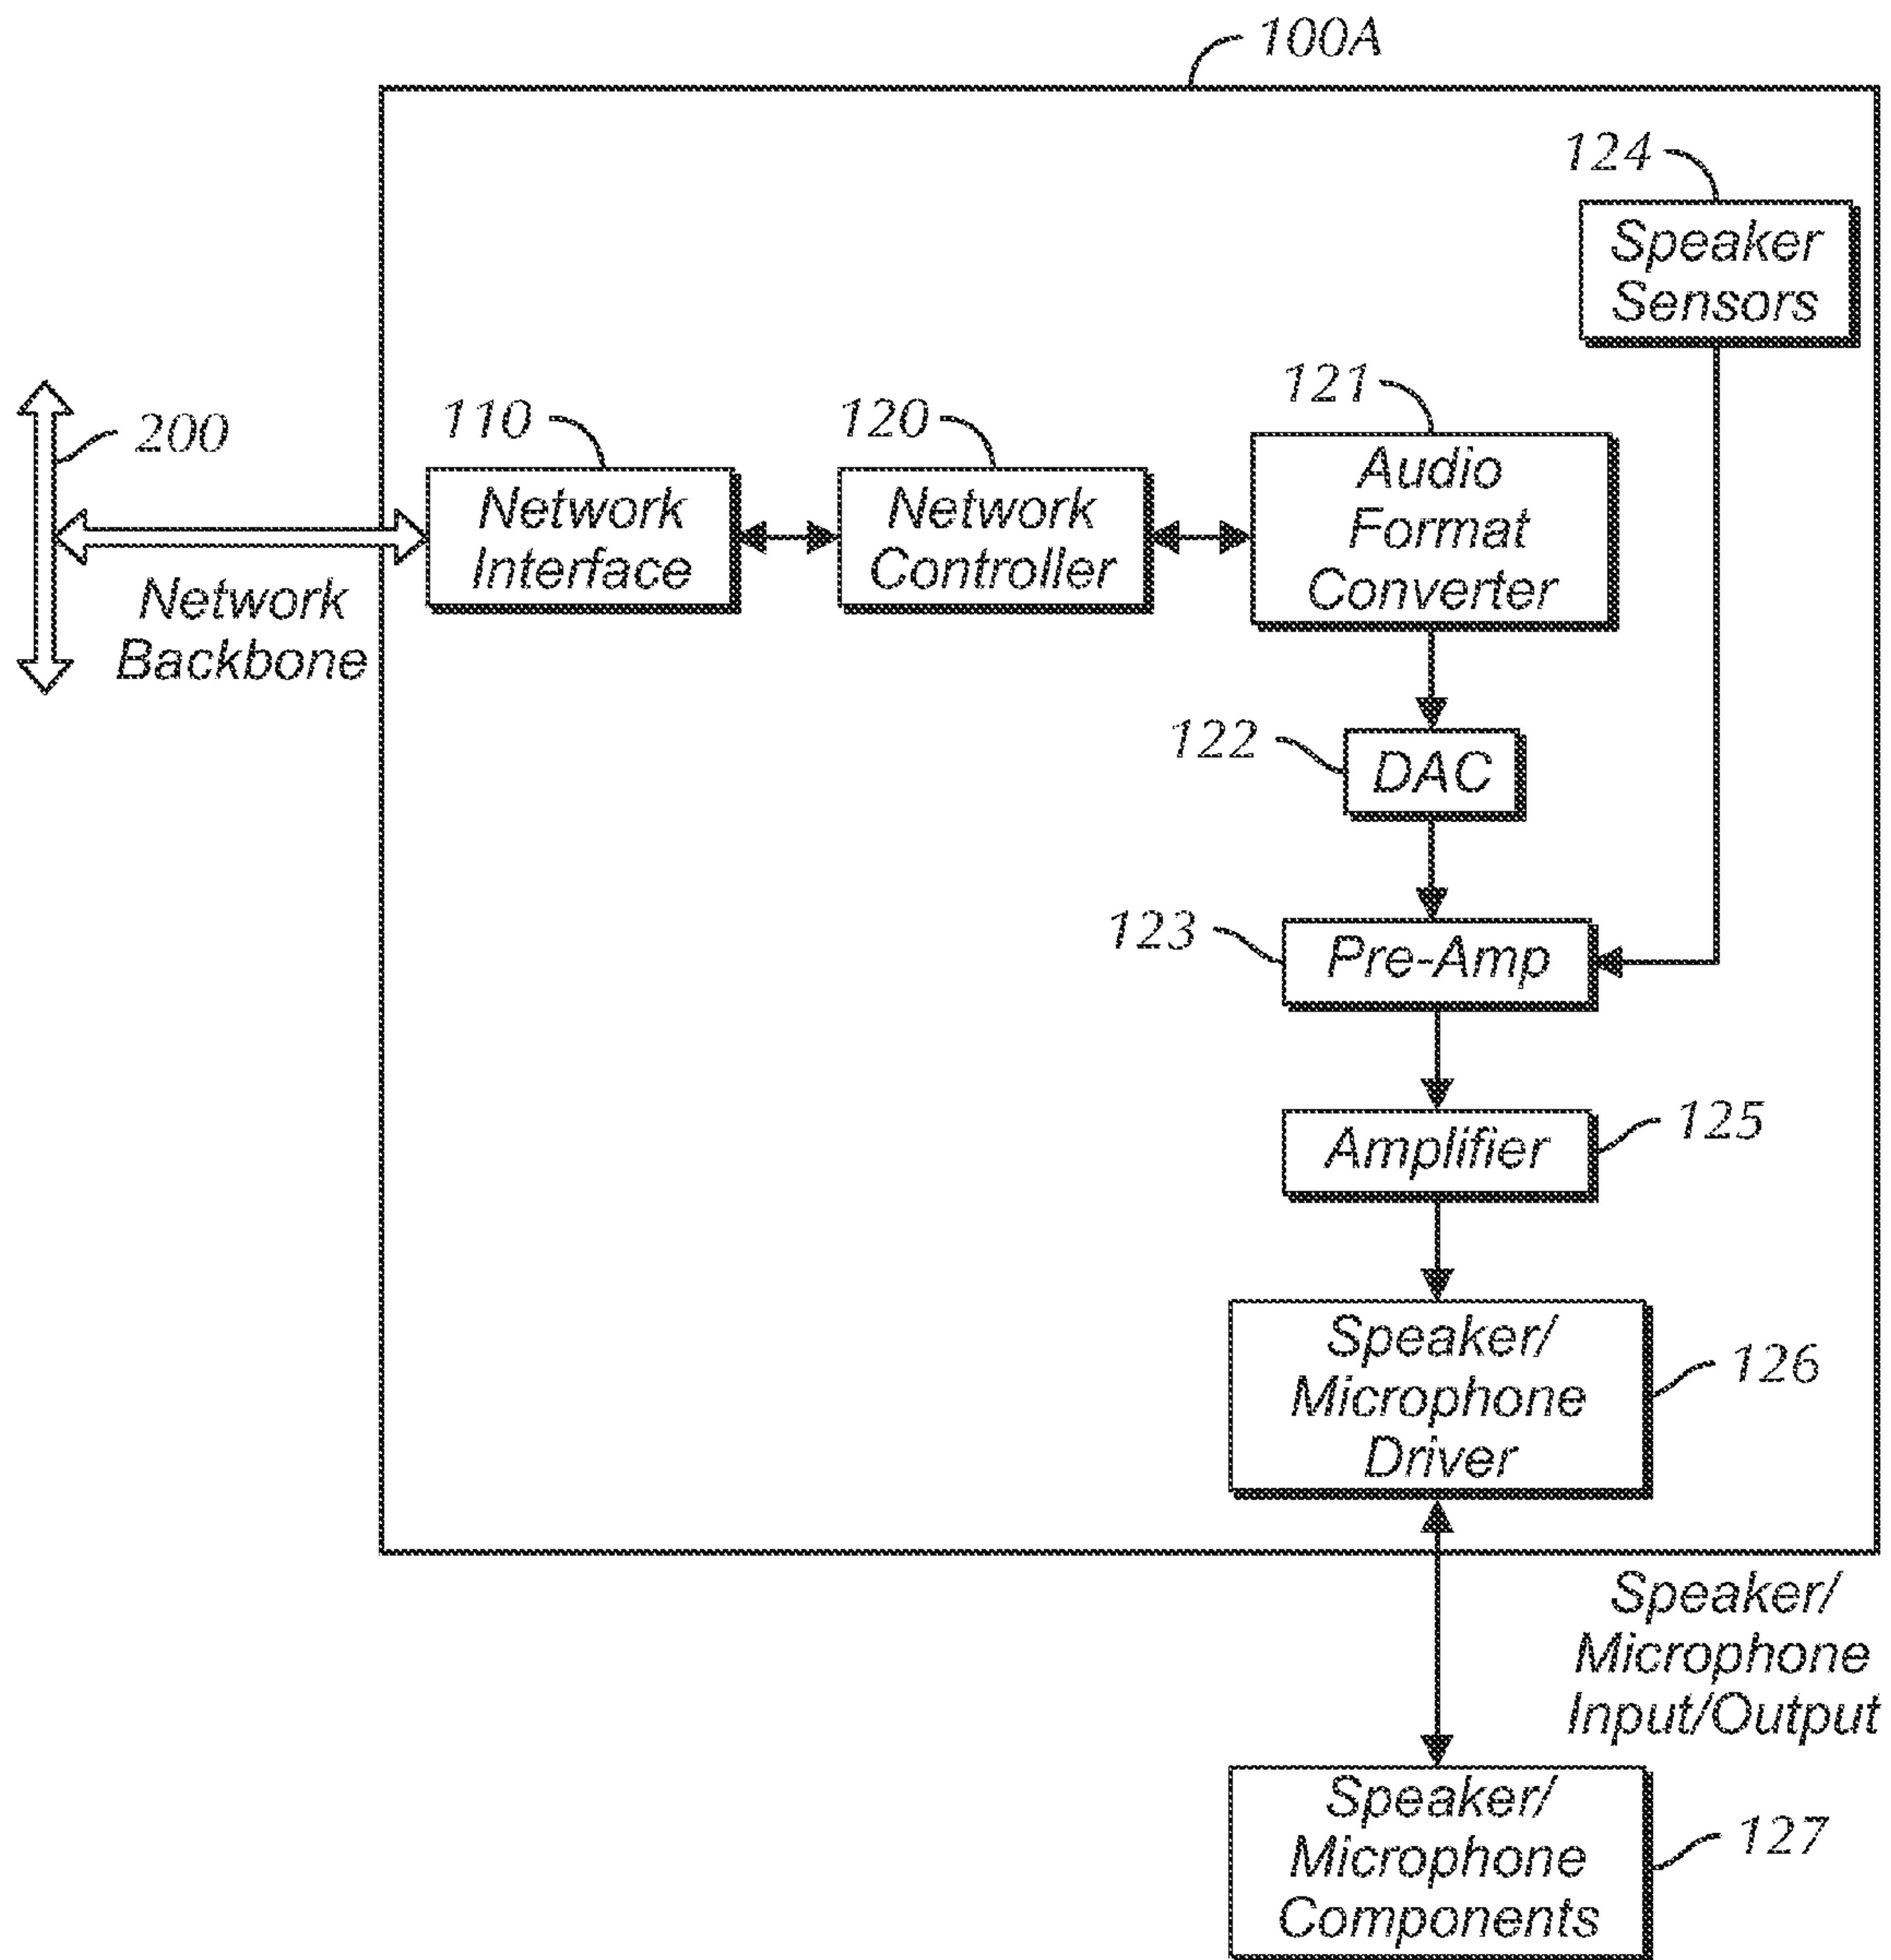 100A
124
Speaker
Sensors
200
110
120
121
Network
Interface
Network
Controller
Audio
Format
Converter
Network
Backbone
122
DAC
123
Pre-Amp
Amplifier
125
Speaker/
Microphone
Driver
126
Speaker/
Microphone
Input/Output
Speaker/
Microphone
Components
127